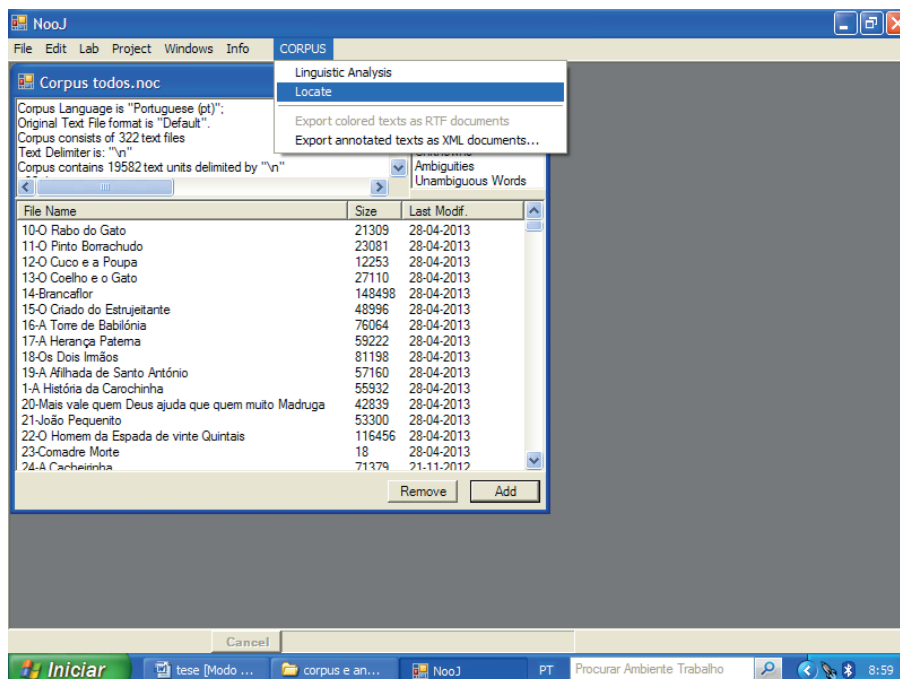 NooJ
File Edit Lab Project Windows Info CORPUS
Linguistic Analysis
Locate
Export colored texts as RTF documents
Export annotated texts as XML documents...
Corpus todos.noc
Corpus Language is "Portuguese (pt)";
Original Text File format is "Default".
Corpus consists of 322 text files
Text Delimiter is: "\n"
Corpus contains 19582 text units delimited by "\n"
Ambiguities
Unambiguous Words
File Name Size Last Modif.
10-O Rabo do Gato 21309 28-04-2013
11-O Pinto Borrachudo 23081 28-04-2013
12-O Cuco e a Poupa 12253 28-04-2013
13-O Coelho e o Gato 27110 28-04-2013
14-Brancaflor 148498 28-04-2013
15-O Criado do Estrujeitante 48996 28-04-2013
16-A Torre de Babilónia 76064 28-04-2013
17-A Herança Paterna 59222 28-04-2013
18-Os Dois Irmãos 81198 28-04-2013
19-A Afilhada de Santo António 57160 28-04-2013
1-A História da Carochinha 55932 28-04-2013
20-Mais vale quem Deus ajuda que quem muito Madruga 42839 28-04-2013
21-João Pequenito 53300 28-04-2013
22-O Homem da Espada de vinte Quintais 116456 28-04-2013
23-Comadre Morte 18 28-04-2013
24-A Cacheirinha 71379 21-11-2012
Remove Add
Cancel
Iniciar tese [Modo ... corpus e an... NooJ PT Procurar Ambiente Trabalho 8:59